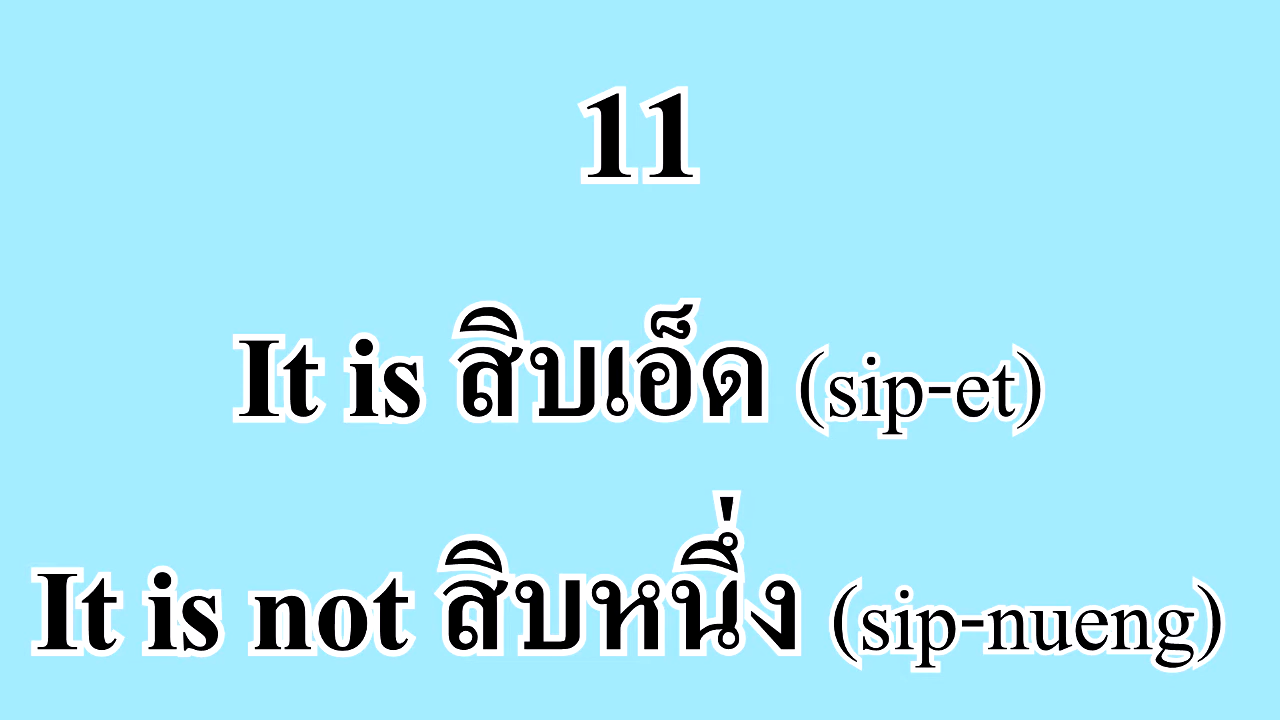 11
It is สิบเอ็ด (sip-et)
It is not สิบหนึ่ง (sip-nueng)